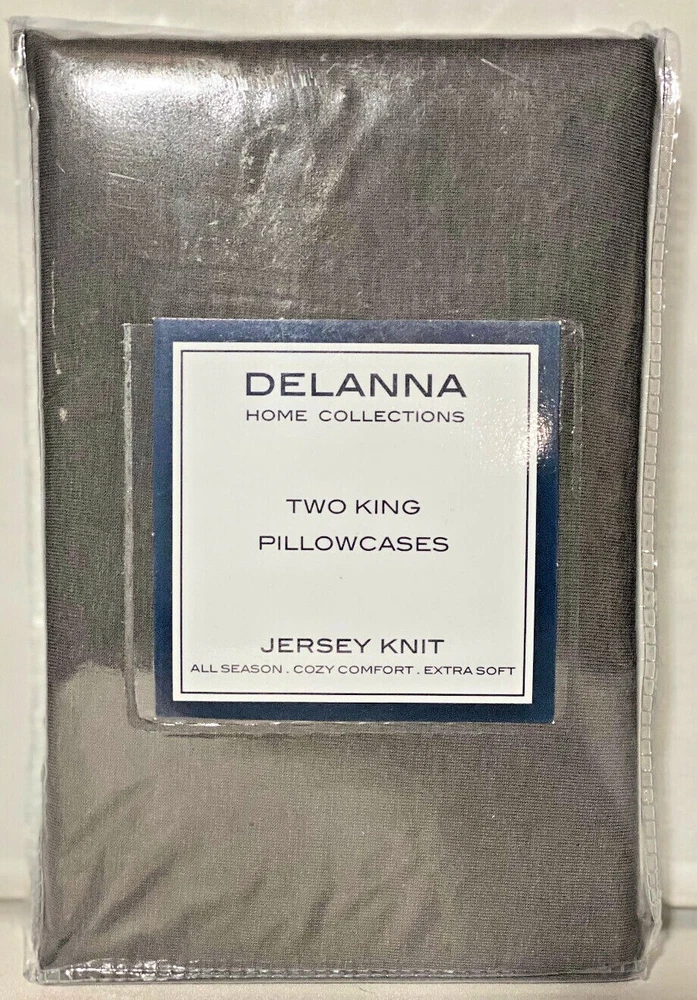 DELANNA
HOME COLLECTIONS
TWO KING
PILLOWCASES
JERSEY KNIT
ALL SEASON . COZY COMFORT . EXTRA SOFT